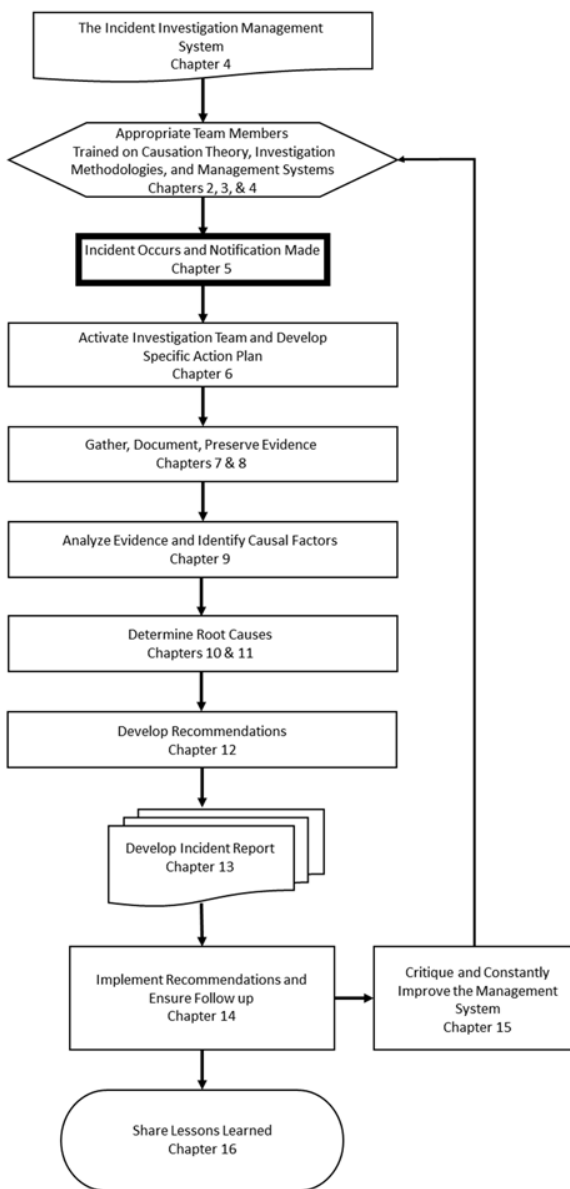 The Incident Investigation Management
System
Chapter 4
Appropriate Team Members
Trained on Causation Theory, Investigation
Methodologies, and Management Systems
Chapters 2, 3, & 4
Incident Occurs and Notification Made
Chapter 5
Activate Investigation Team and Develop
Specific Action Plan
Chapter 6
Gather, Document, Preserve Evidence
Chapters 7 & 8
Analyze Evidence and Identify Causal Factors
Chapter 9
Determine Root Causes
Chapters 10 & 11
Develop Recommendations
Chapter 12
Develop Incident Report
Chapter 13
Implement Recommendations and
Ensure Follow up
Chapter 14
Critique and Constantly
Improve the Management
System
Chapter 15
Share Lessons Learned
Chapter 16